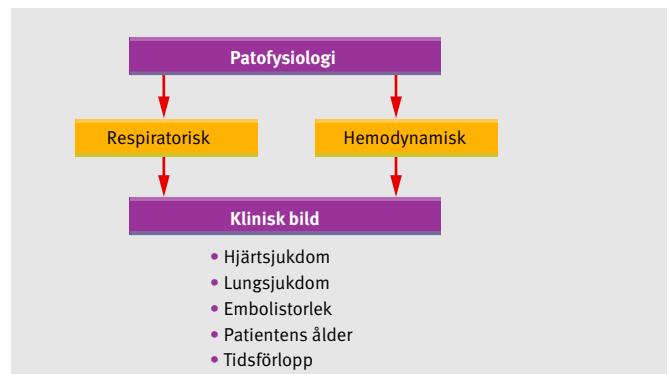 Patofysiologi
Respiratorisk
Hemodynamisk
Klinisk bild
• Hjärtsjukdom
• Lungsjukdom
• Embolistorlek
• Patientens ålder
• Tidsförlopp